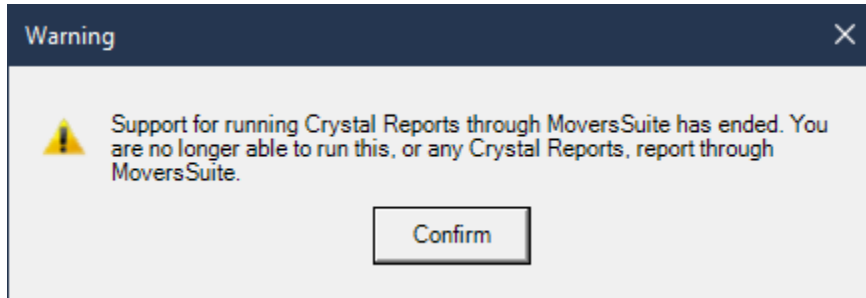 Warning
Support for running Crystal Reports through MoversSuite has ended. You
are no longer able to run this, or any Crystal Reports, report through
MoversSuite.
Confirm